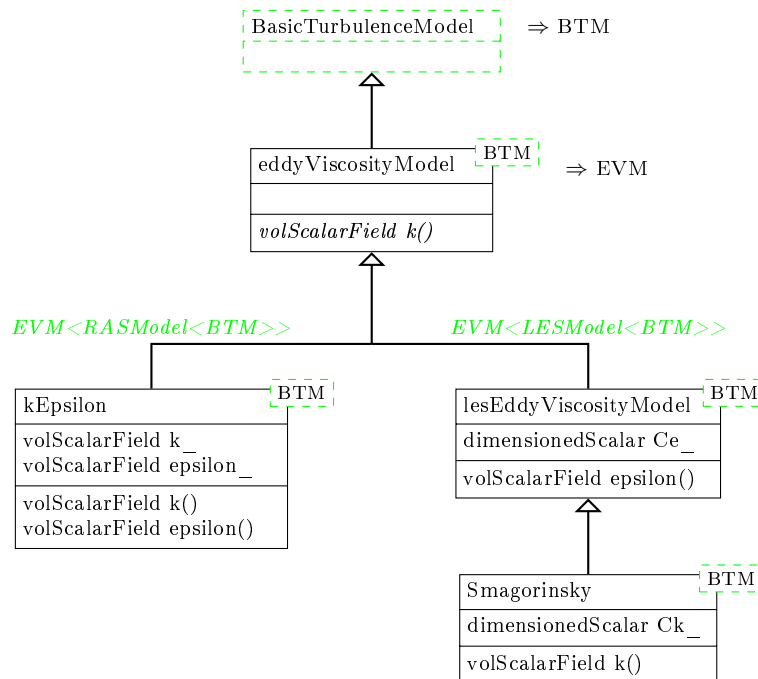 BasicTurbulenceModel ⇒ BTM
BTM
eddyViscosityModel ⇒ EVM
volScalarField k()
EVM<RASModel<BTM>> EVM<LESModel<BTM>>
BTM BTM
kEpsilon lesEddyViscosityModel
volScalarField k_ dimensionedScalar Ce_
volScalarField epsilon_
volScalarField k() volScalarField epsilon()
volScalarField epsilon()
BTM
Smagorinsky
dimensionedScalar Ck_
volScalarField k()